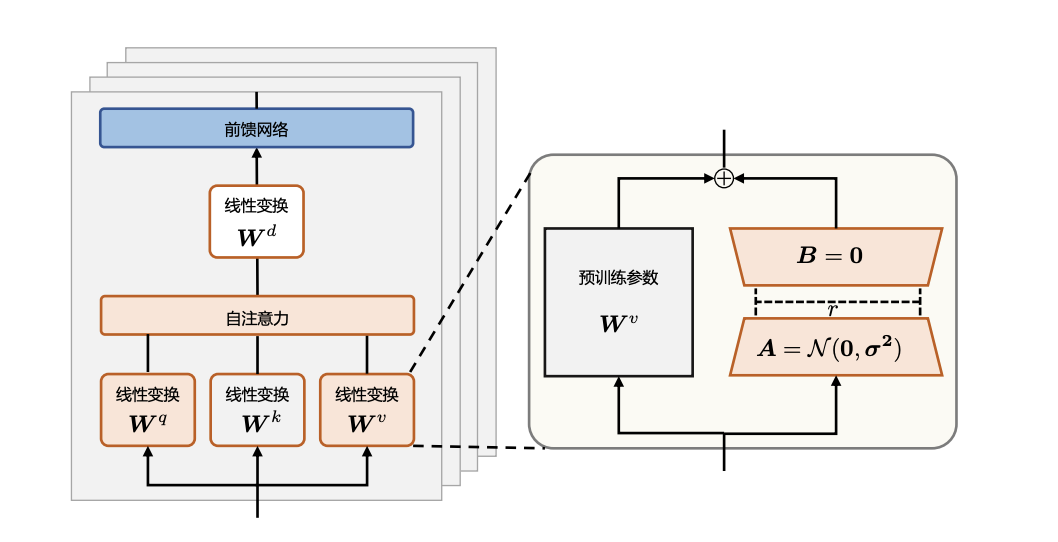 前馈网络
线性变换
W^d
自注意力
线性变换
W^q
线性变换
W^k
线性变换
W^v
预训练参数
W^v
B = 0
r
A = 𝒩(0, σ²)